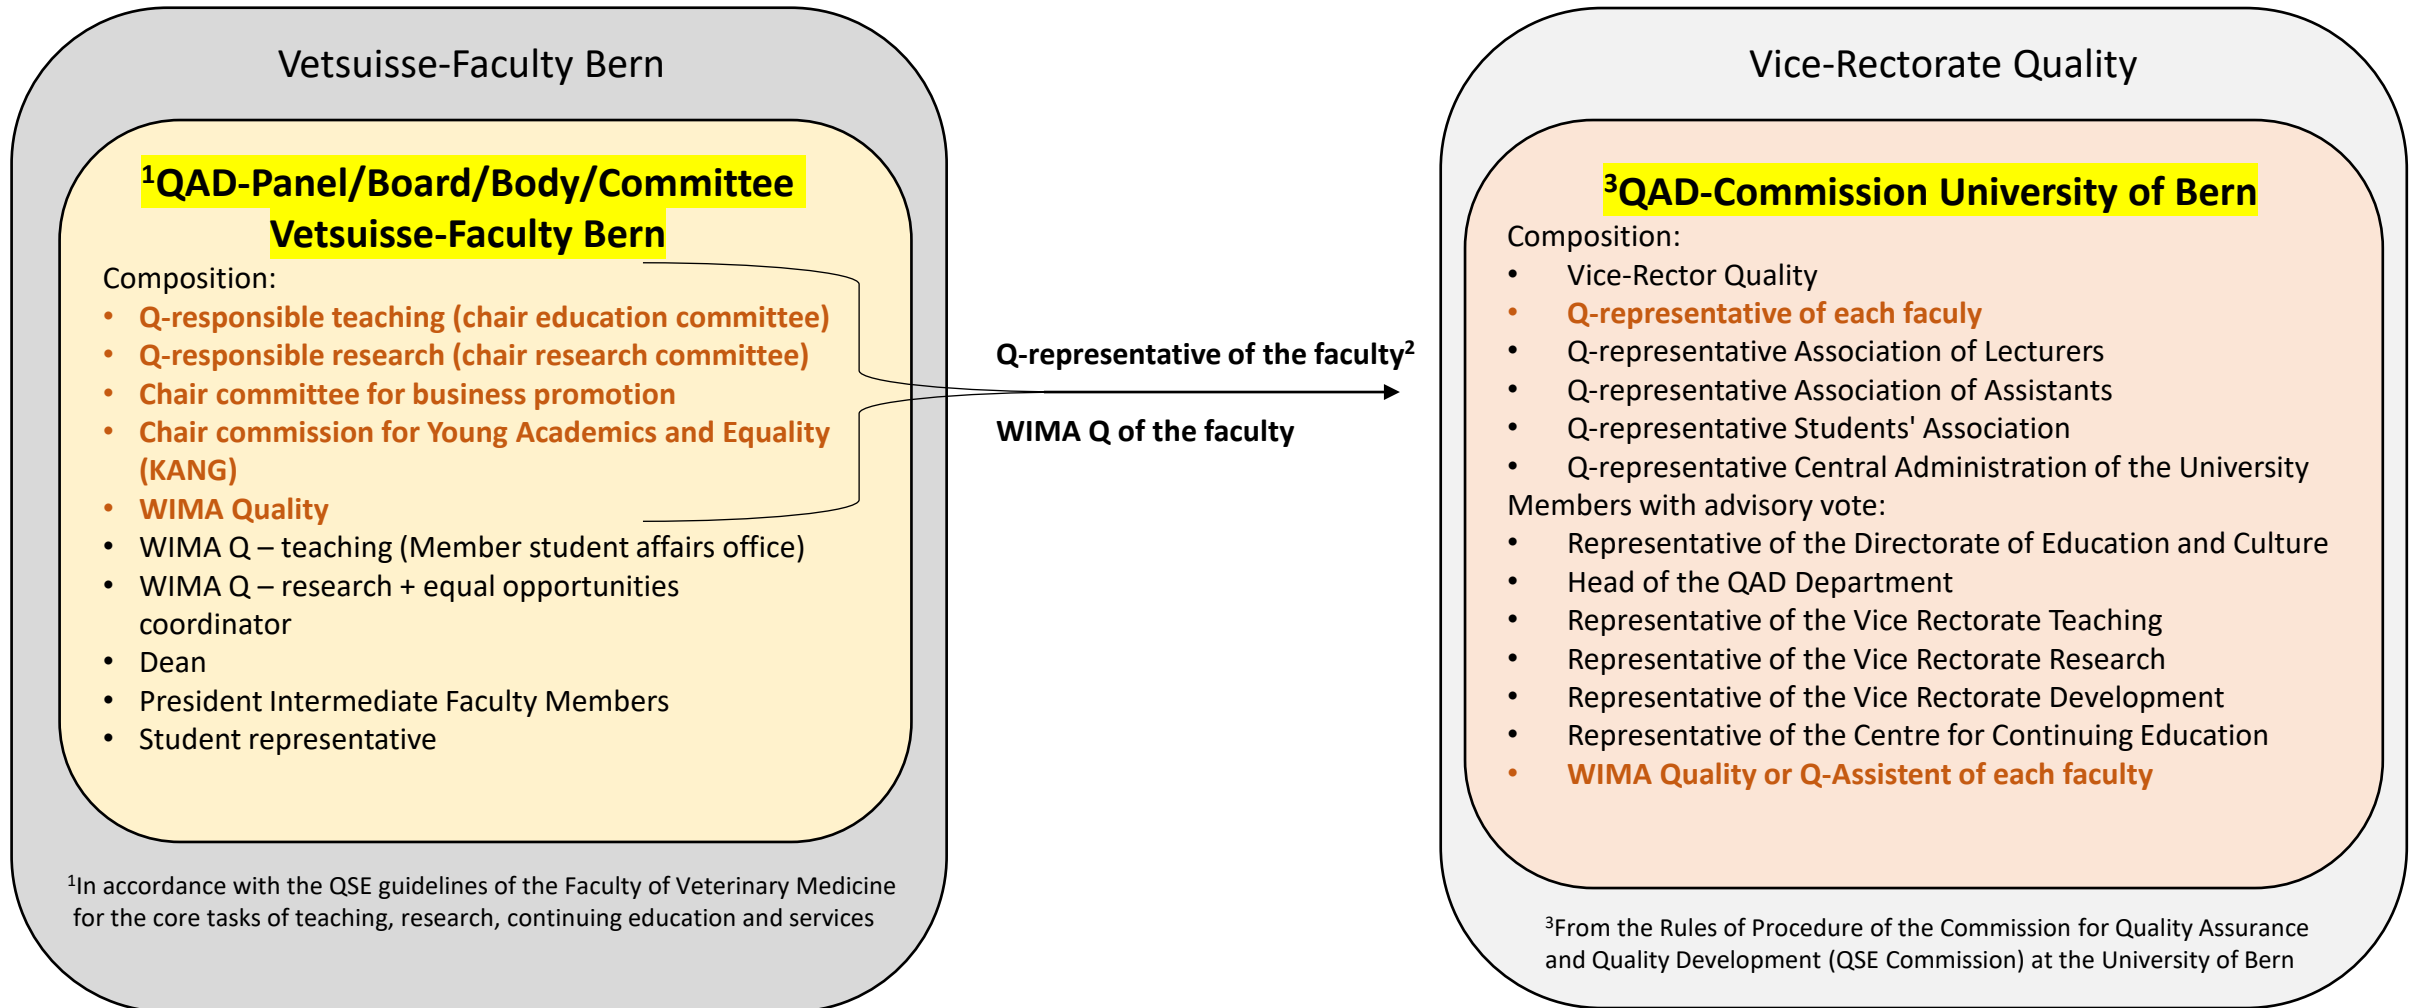 Vetsuisse-Faculty Bern
¹QAD-Panel/Board/Body/Committee
Vetsuisse-Faculty Bern
Composition:
• Q-responsible teaching (chair education committee)
• Q-responsible research (chair research committee)
• Chair committee for business promotion
• Chair commission for Young Academics and Equality
(KANG)
• WIMA Quality
• WIMA Q – teaching (Member student affairs office)
• WIMA Q – research + equal opportunities
coordinator
• Dean
• President Intermediate Faculty Members
• Student representative
¹In accordance with the QSE guidelines of the Faculty of Veterinary Medicine
for the core tasks of teaching, research, continuing education and services
Q-representative of the faculty²
WIMA Q of the faculty
Vice-Rectorate Quality
³QAD-Commission University of Bern
Composition:
• Vice-Rector Quality
• Q-representative of each faculy
• Q-representative Association of Lecturers
• Q-representative Association of Assistants
• Q-representative Students' Association
• Q-representative Central Administration of the University
Members with advisory vote:
• Representative of the Directorate of Education and Culture
• Head of the QAD Department
• Representative of the Vice Rectorate Teaching
• Representative of the Vice Rectorate Research
• Representative of the Vice Rectorate Development
• Representative of the Centre for Continuing Education
• WIMA Quality or Q-Assistent of each faculty
³From the Rules of Procedure of the Commission for Quality Assurance
and Quality Development (QSE Commission) at the University of Bern